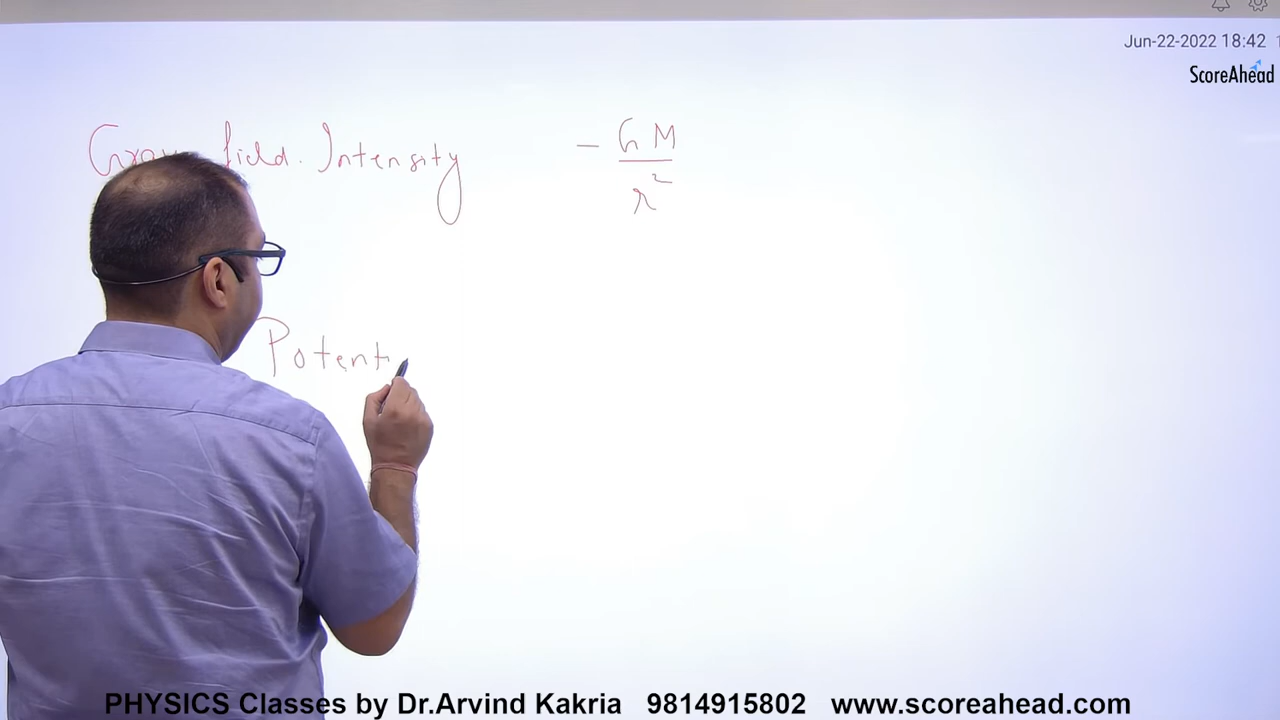 Jun-22-2022 18:42
ScoreAhead
field. Intensity - GM / r²
Potent
PHYSICS Classes by Dr.Arvind Kakria 9814915802 www.scoreahead.com